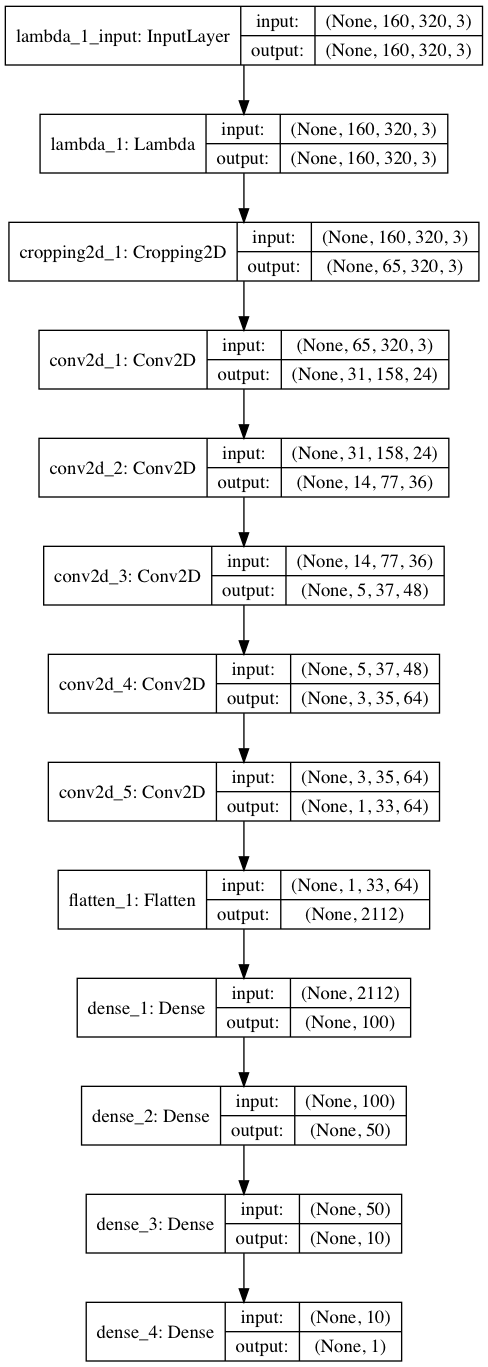 lambda_1_input: InputLayer
input: (None, 160, 320, 3)
output: (None, 160, 320, 3)
lambda_1: Lambda
input: (None, 160, 320, 3)
output: (None, 160, 320, 3)
cropping2d_1: Cropping2D
input: (None, 160, 320, 3)
output: (None, 65, 320, 3)
conv2d_1: Conv2D
input: (None, 65, 320, 3)
output: (None, 31, 158, 24)
conv2d_2: Conv2D
input: (None, 31, 158, 24)
output: (None, 14, 77, 36)
conv2d_3: Conv2D
input: (None, 14, 77, 36)
output: (None, 5, 37, 48)
conv2d_4: Conv2D
input: (None, 5, 37, 48)
output: (None, 3, 35, 64)
conv2d_5: Conv2D
input: (None, 3, 35, 64)
output: (None, 1, 33, 64)
flatten_1: Flatten
input: (None, 1, 33, 64)
output: (None, 2112)
dense_1: Dense
input: (None, 2112)
output: (None, 100)
dense_2: Dense
input: (None, 100)
output: (None, 50)
dense_3: Dense
input: (None, 50)
output: (None, 10)
dense_4: Dense
input: (None, 10)
output: (None, 1)